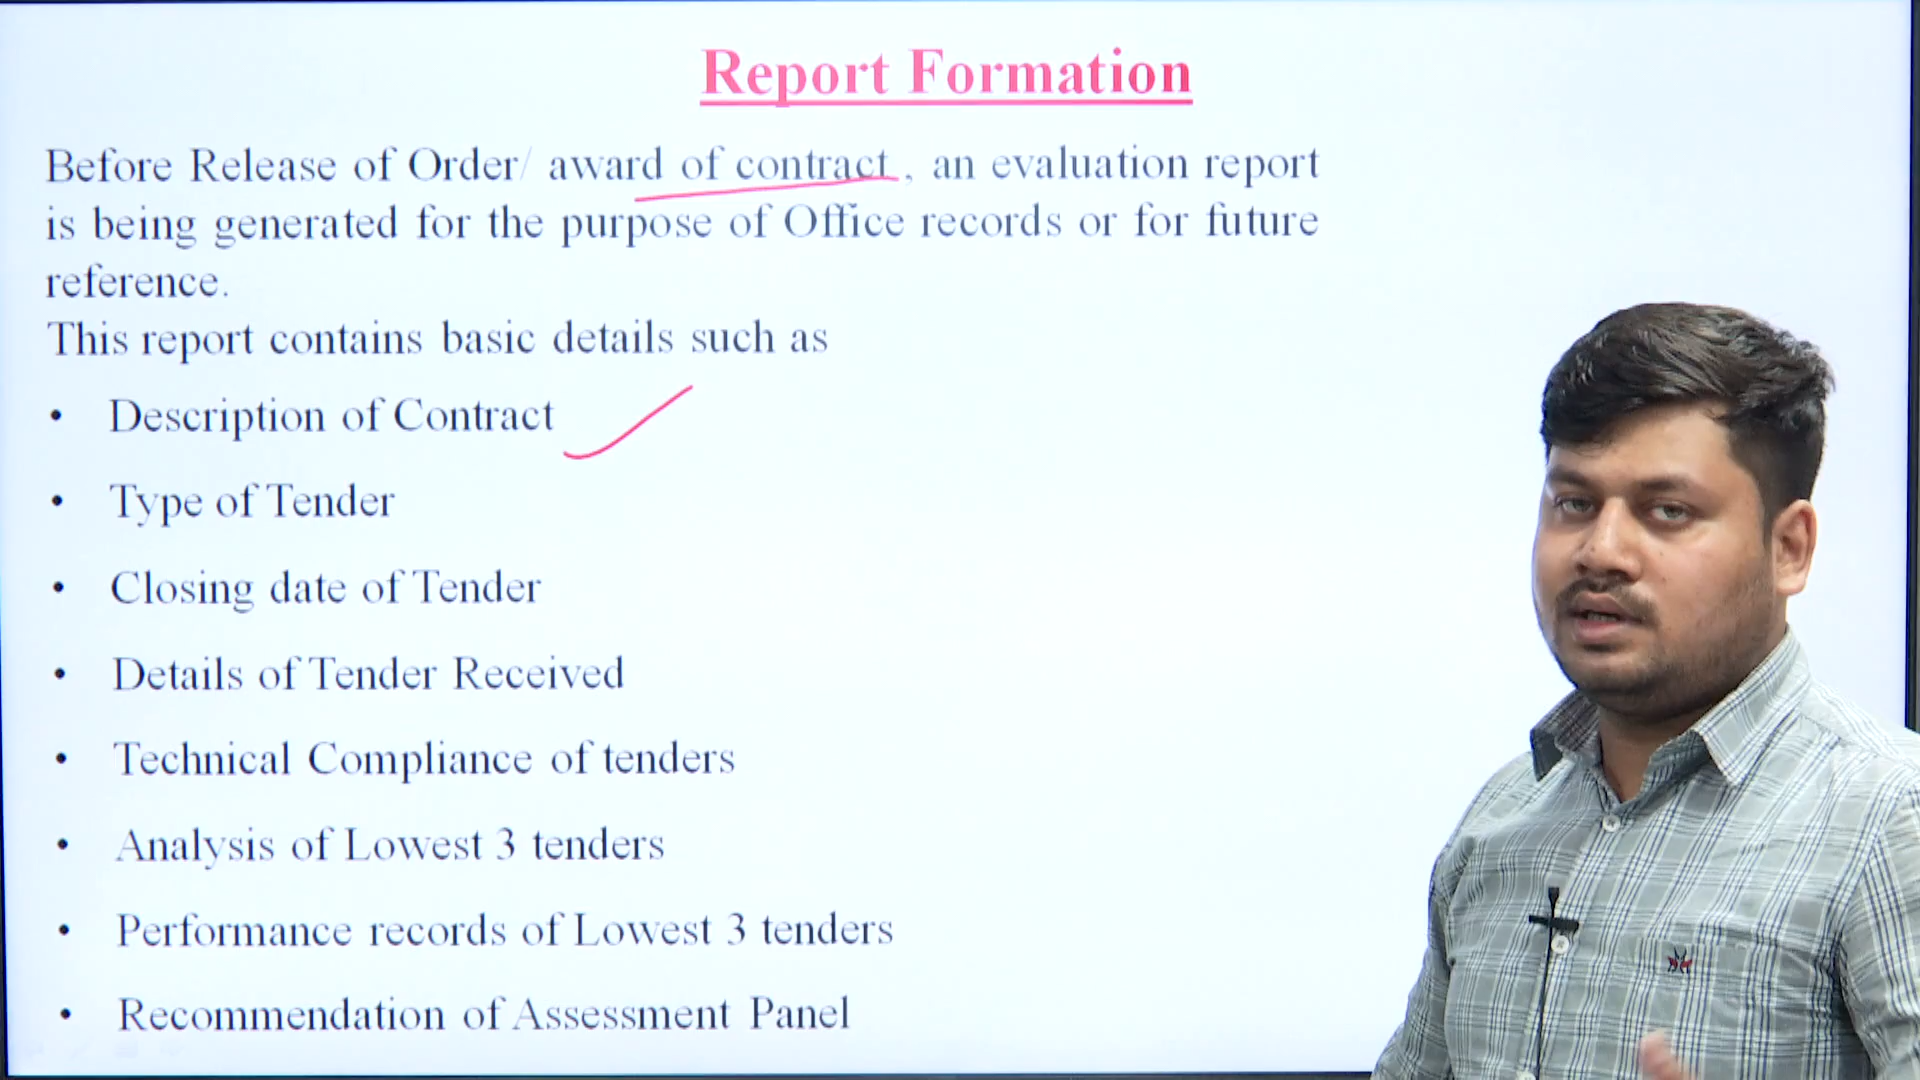 Report Formation
Before Release of Order/ award of contract, an evaluation report
is being generated for the purpose of Office records or for future
reference.
This report contains basic details such as
• Description of Contract
• Type of Tender
• Closing date of Tender
• Details of Tender Received
• Technical Compliance of tenders
• Analysis of Lowest 3 tenders
• Performance records of Lowest 3 tenders
• Recommendation of Assessment Panel